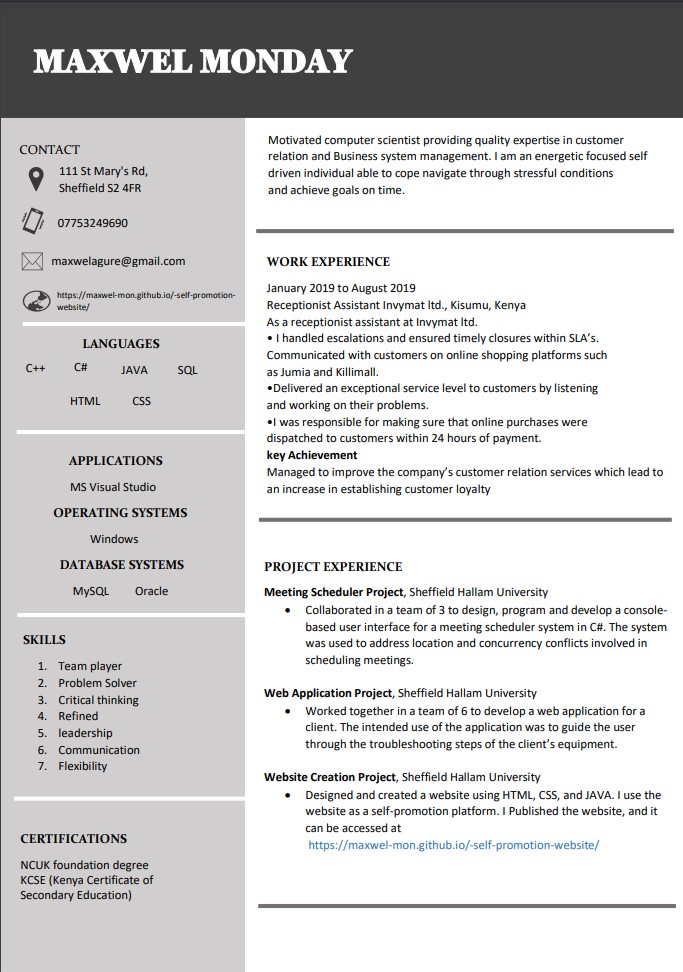 MAXWEL MONDAY
CONTACT
111 St Mary's Rd,
Sheffield S2 4FR
07753249690
maxwelagure@gmail.com
https://maxwel-mon.github.io/-self-promotion-
website/
LANGUAGES
C++ C# JAVA SQL
HTML CSS
APPLICATIONS
MS Visual Studio
OPERATING SYSTEMS
Windows
DATABASE SYSTEMS
MySQL Oracle
SKILLS
1. Team player
2. Problem Solver
3. Critical thinking
4. Refined
5. leadership
6. Communication
7. Flexibility
CERTIFICATIONS
NCUK foundation degree
KCSE (Kenya Certificate of
Secondary Education)
Motivated computer scientist providing quality expertise in customer
relation and Business system management. I am an energetic focused self
driven individual able to cope navigate through stressful conditions
and achieve goals on time.
WORK EXPERIENCE
January 2019 to August 2019
Receptionist Assistant Invymat ltd., Kisumu, Kenya
As a receptionist assistant at Invymat ltd.
• I handled escalations and ensured timely closures within SLA's.
Communicated with customers on online shopping platforms such
as Jumia and Killimall.
•Delivered an exceptional service level to customers by listening
and working on their problems.
•I was responsible for making sure that online purchases were
dispatched to customers within 24 hours of payment.
key Achievement
Managed to improve the company's customer relation services which lead to
an increase in establishing customer loyalty
PROJECT EXPERIENCE
Meeting Scheduler Project, Sheffield Hallam University
• Collaborated in a team of 3 to design, program and develop a console-
based user interface for a meeting scheduler system in C#. The system
was used to address location and concurrency conflicts involved in
scheduling meetings.
Web Application Project, Sheffield Hallam University
• Worked together in a team of 6 to develop a web application for a
client. The intended use of the application was to guide the user
through the troubleshooting steps of the client's equipment.
Website Creation Project, Sheffield Hallam University
• Designed and created a website using HTML, CSS, and JAVA. I use the
website as a self-promotion platform. I Published the website, and it
can be accessed at
https://maxwel-mon.github.io/-self-promotion-website/